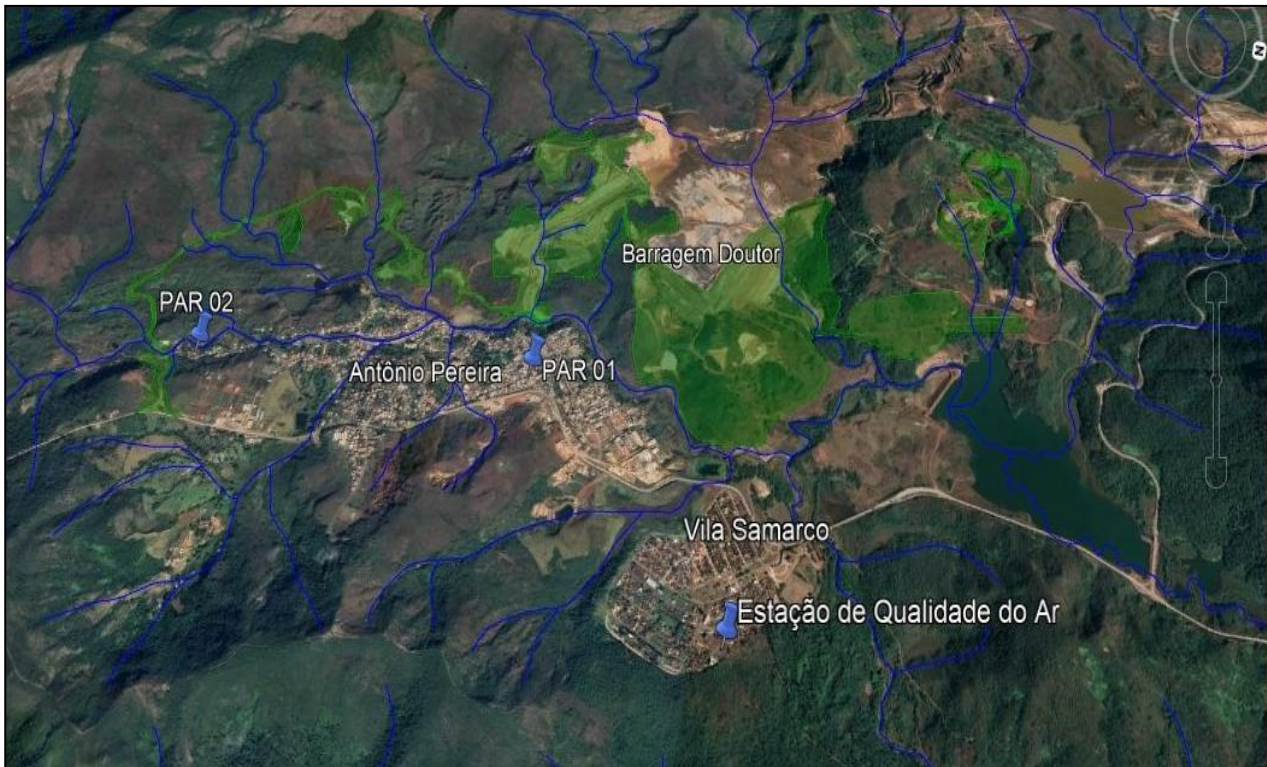 N
Barragem Doutor
PAR 02
Antônio Pereira
PAR 01
Vila Samarco
Estação de Qualidade do Ar